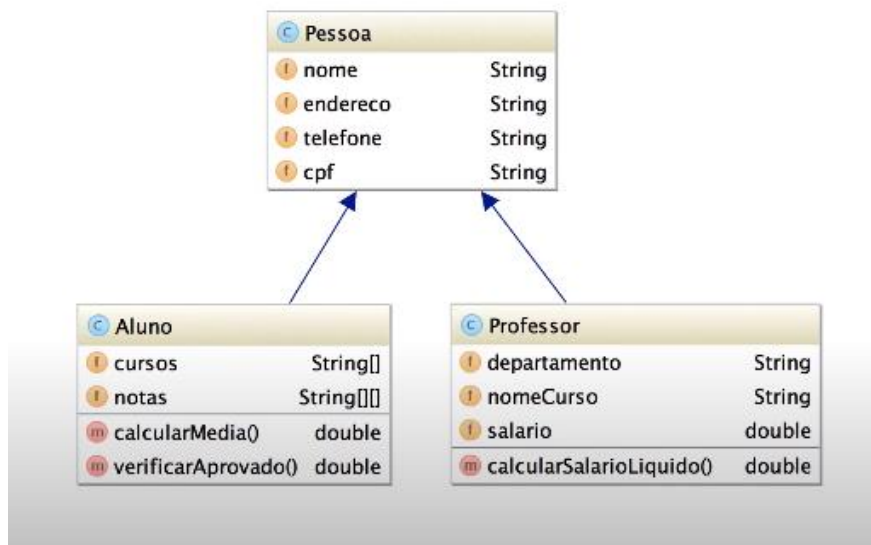 C Pessoa
f nome String
f endereco String
f telefone String
f cpf String
C Aluno
f cursos String[]
f notas String[][]
m calcularMedia() double
m verificarAprovado() double
C Professor
f departamento String
f nomeCurso String
f salario double
m calcularSalarioLiquido() double